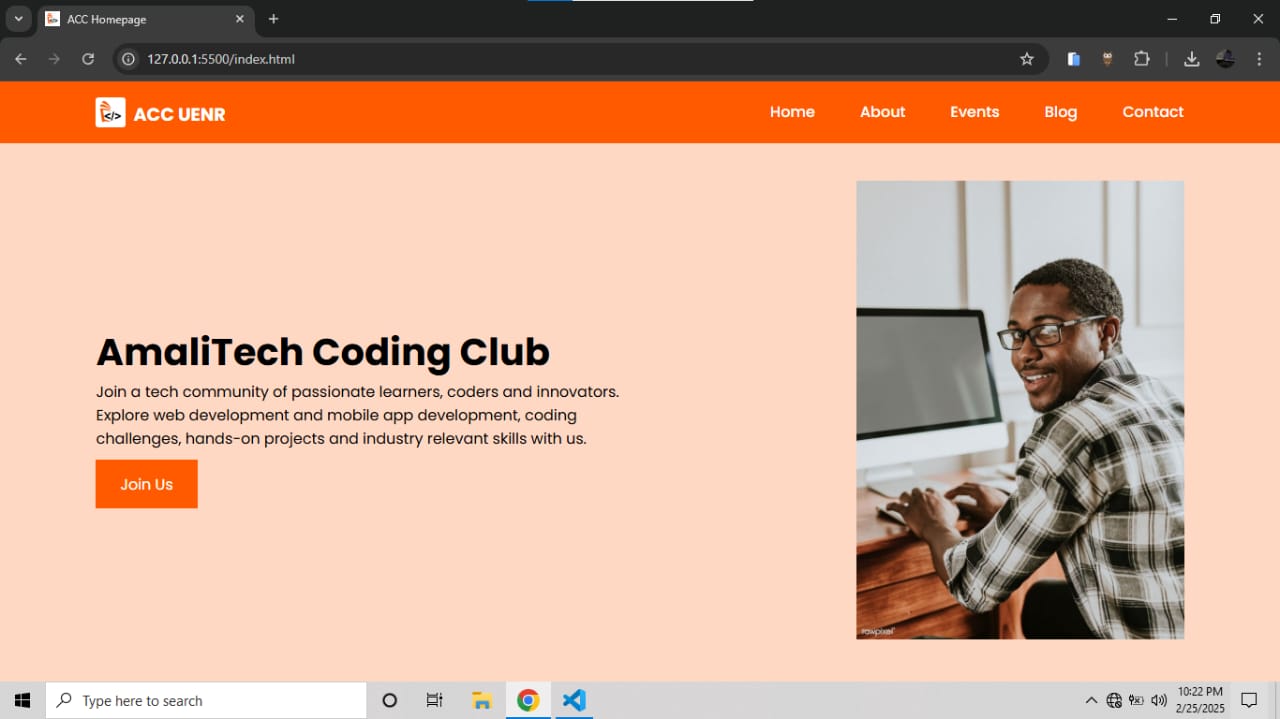 ACC Homepage
127.0.0.1:5500/index.html
</> ACC UENR
Home About Events Blog Contact
AmaliTech Coding Club
Join a tech community of passionate learners, coders and innovators.
Explore web development and mobile app development, coding
challenges, hands-on projects and industry relevant skills with us.
Join Us
rawpixel
Type here to search
10:22 PM
2/25/2025